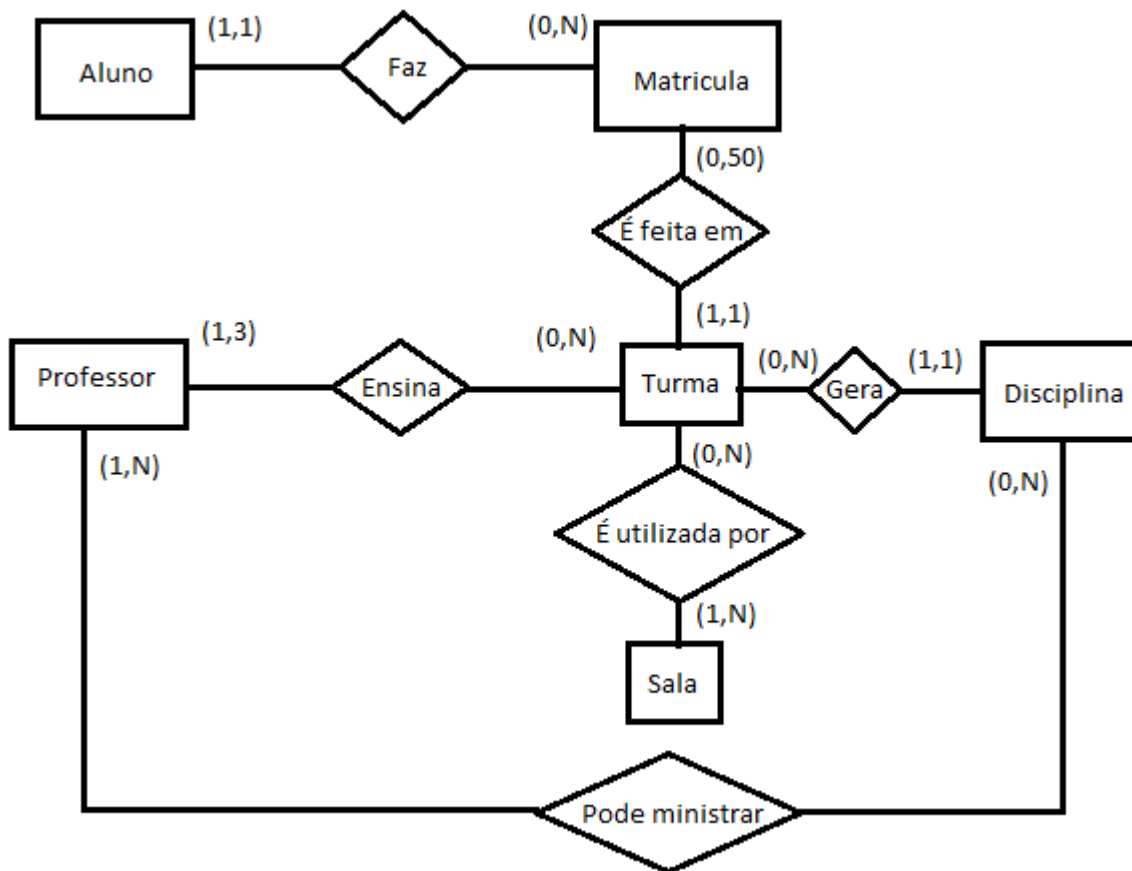 (1,1)
(0,N)
Aluno
Faz
Matricula
(0,50)
É feita em
(1,1)
(1,3)
(0,N)
(0,N)
(1,1)
Professor
Ensina
Turma
Gera
Disciplina
(1,N)
(0,N)
(0,N)
É utilizada por
(1,N)
Sala
Pode ministrar